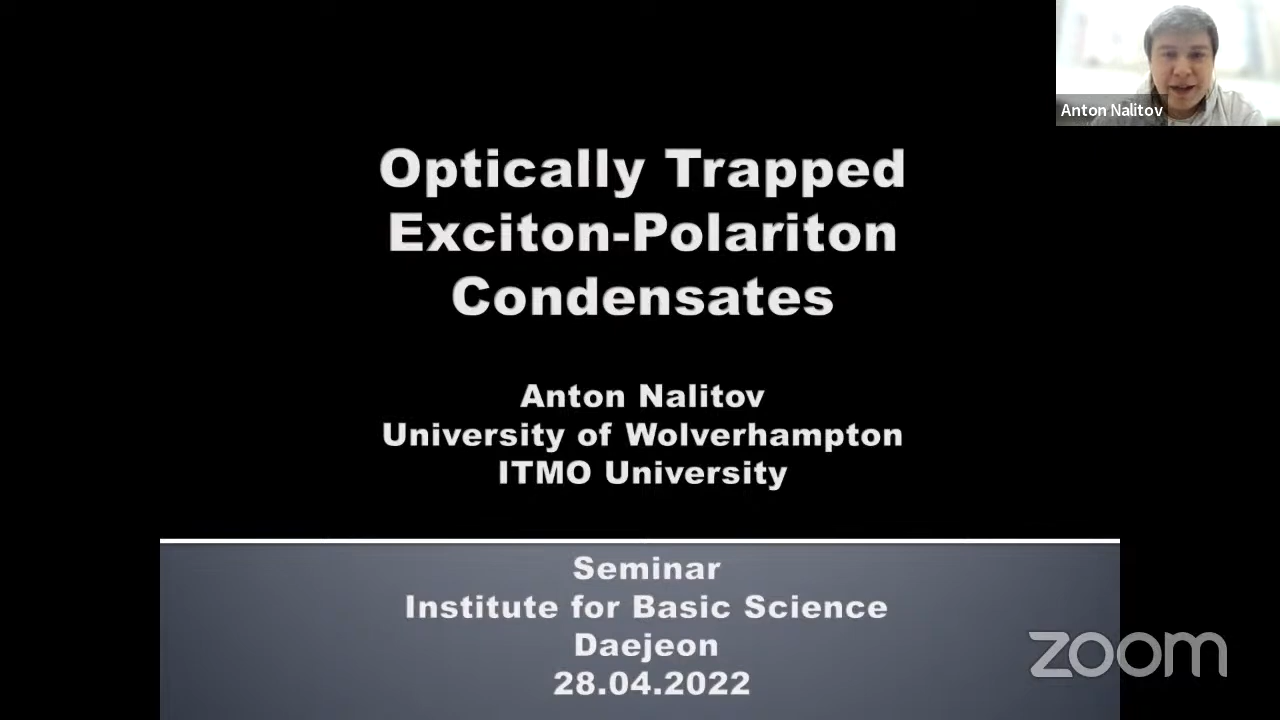 Anton Nalitov
Optically Trapped
Exciton-Polariton
Condensates
Anton Nalitov
University of Wolverhampton
ITMO University
Seminar
Institute for Basic Science
Daejeon
28.04.2022
zoom